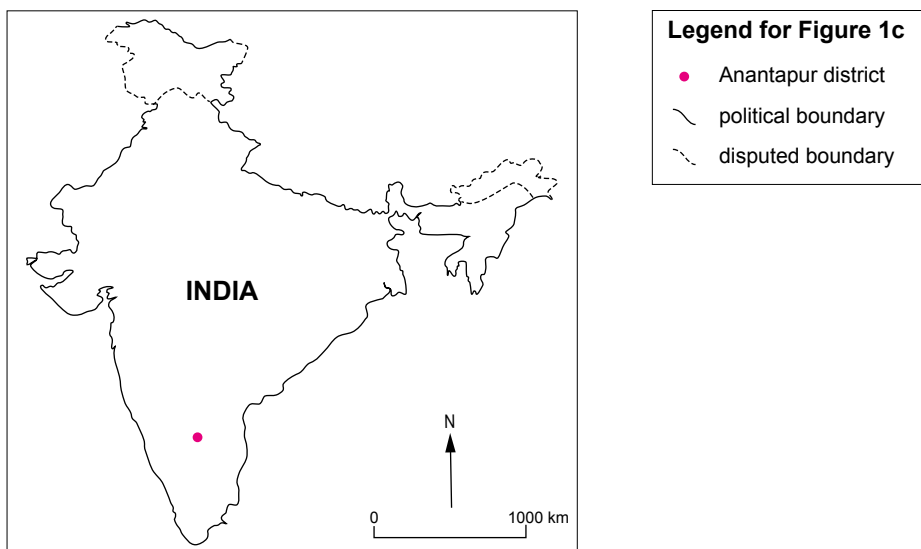 Legend for Figure 1c
Anantapur district
political boundary
disputed boundary
INDIA
N
0 1000 km